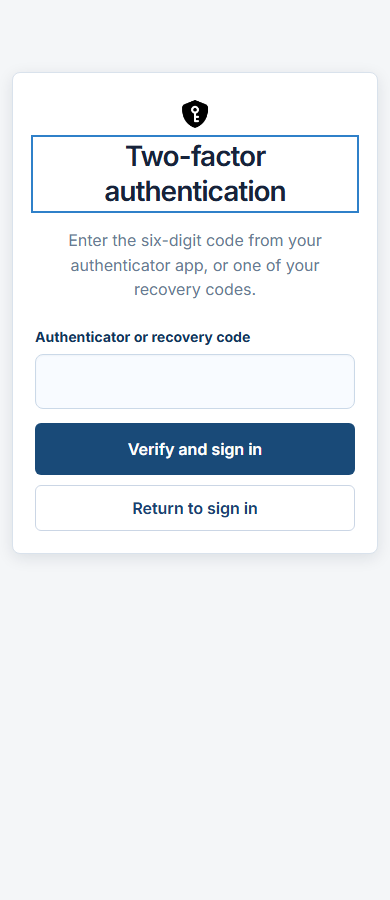 Two-factor
authentication
Enter the six-digit code from your
authenticator app, or one of your
recovery codes.
Authenticator or recovery code
Verify and sign in
Return to sign in